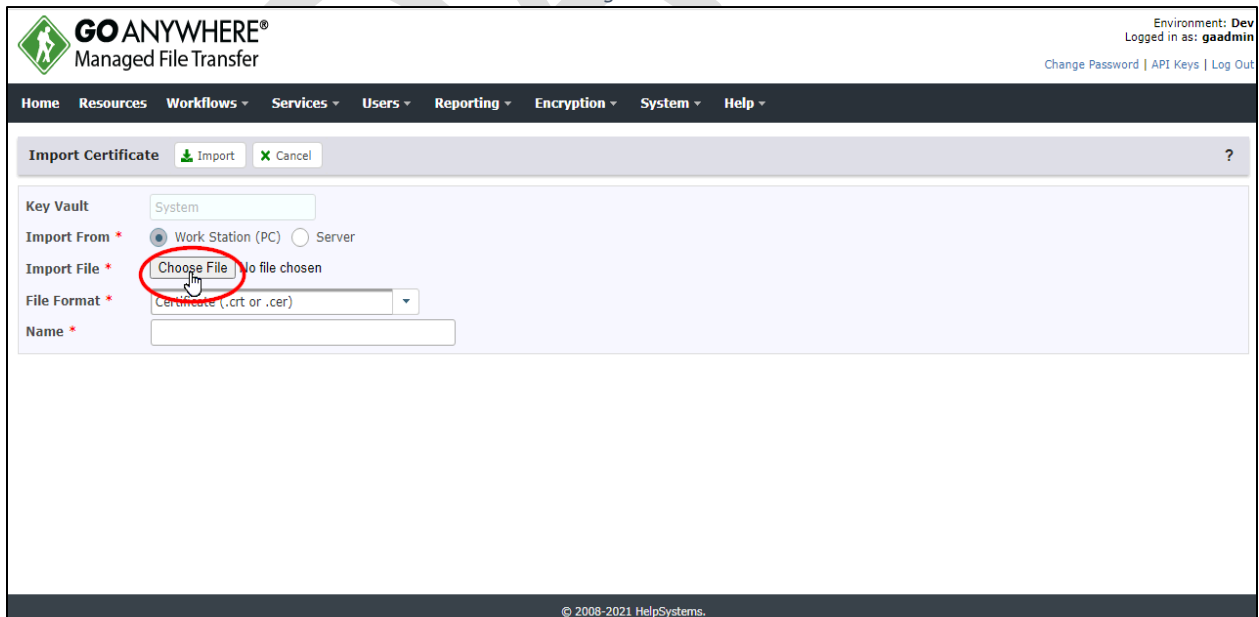 GO ANYWHERE®
Managed File Transfer
Environment: Dev
Logged in as: gaadmin
Change Password | API Keys | Log Out
Home Resources Workflows Services Users Reporting Encryption System Help
Import Certificate Import Cancel ?
Key Vault System
Import From * Work Station (PC) Server
Import File * Choose File No file chosen
File Format * Certificate (.crt or .cer)
Name *
© 2008-2021 HelpSystems.